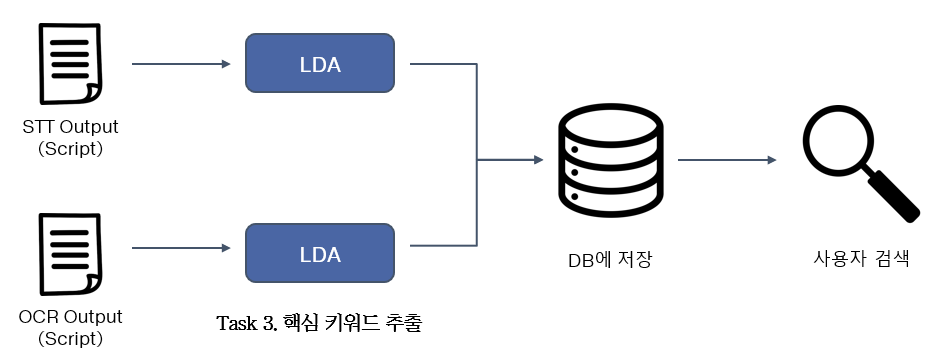 STT Output
(Script)
LDA
OCR Output
(Script)
LDA
Task 3. 핵심 키워드 추출
DB에 저장
사용자 검색